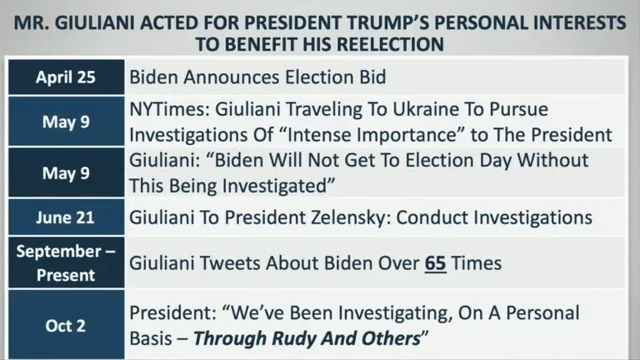 MR. GIULIANI ACTED FOR PRESIDENT TRUMP'S PERSONAL INTERESTS
TO BENEFIT HIS REELECTION
April 25 Biden Announces Election Bid
May 9 NYTimes: Giuliani Traveling To Ukraine To Pursue
Investigations Of “Intense Importance” to The President
May 9 Giuliani: “Biden Will Not Get To Election Day Without
This Being Investigated”
June 21 Giuliani To President Zelensky: Conduct Investigations
September –
Present
Giuliani Tweets About Biden Over 65 Times
Oct 2 President: “We’ve Been Investigating, On A Personal
Basis – Through Rudy And Others”